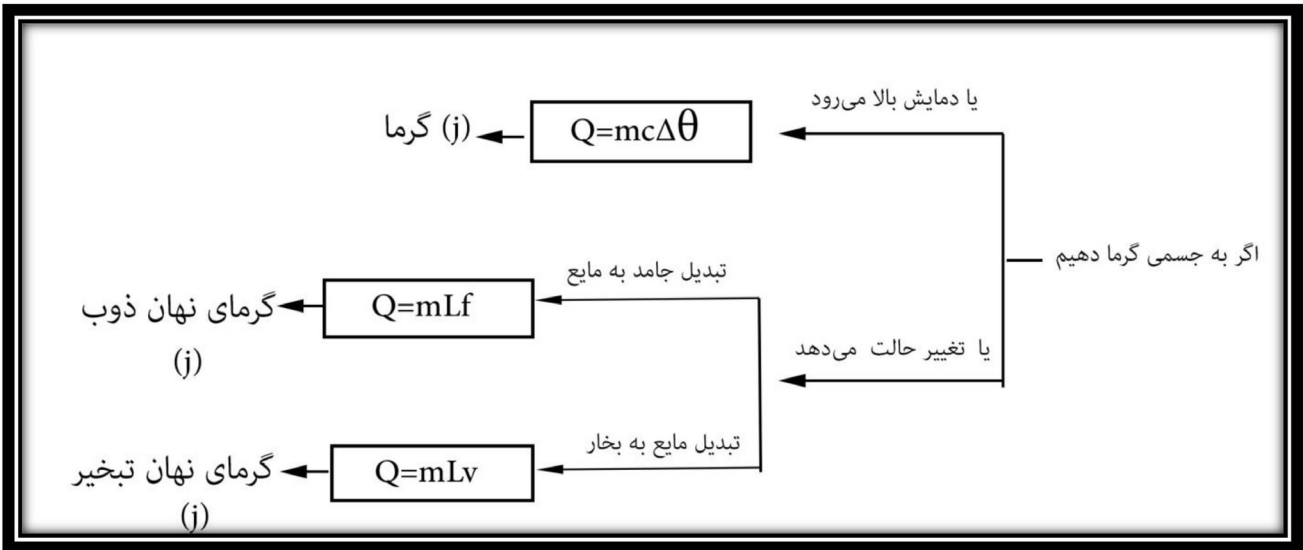 اگر به جسمی گرما دهیم
یا دمایش بالا می‌رود
Q=mcΔθ
گرما (j)
یا تغییر حالت می‌دهد
تبدیل جامد به مایع
Q=mLf
گرمای نهان ذوب
(j)
تبدیل مایع به بخار
Q=mLv
گرمای نهان تبخیر
(j)